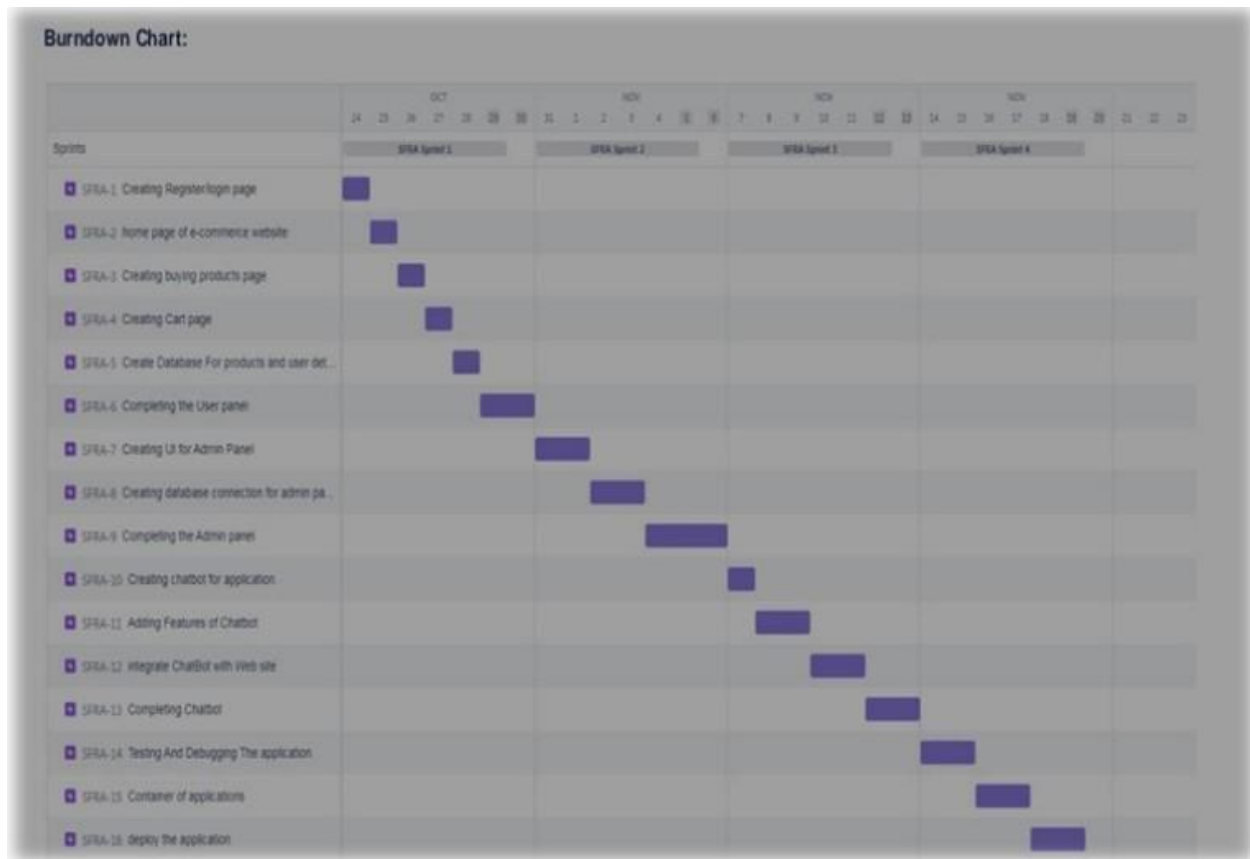 Burndown Chart:
OCT NOV NOV NOV
24 25 26 27 28 29 30 31 1 2 3 4 5 6 7 8 9 10 11 12 13 14 15 16 17 18 19 20 21 22 23
Sprints SFRA Sprint 1 SFRA Sprint 2 SFRA Sprint 3 SFRA Sprint 4
SFRA-1 Creating Register/login page
SFRA-2 home page of e-commerce website
SFRA-3 Creating buying products page
SFRA-4 Creating Cart page
SFRA-5 Create Database For products and user det...
SFRA-6 Completing the User panel
SFRA-7 Creating UI for Admin Panel
SFRA-8 Creating database connection for admin pa...
SFRA-9 Completing the Admin panel
SFRA-10 Creating chatbot for application
SFRA-11 Adding Features of Chatbot
SFRA-12 integrate ChatBot with Web site
SFRA-13 Completing Chatbot
SFRA-14 Testing And Debugging The application
SFRA-15 Container of applications
SFRA-16 deploy the application